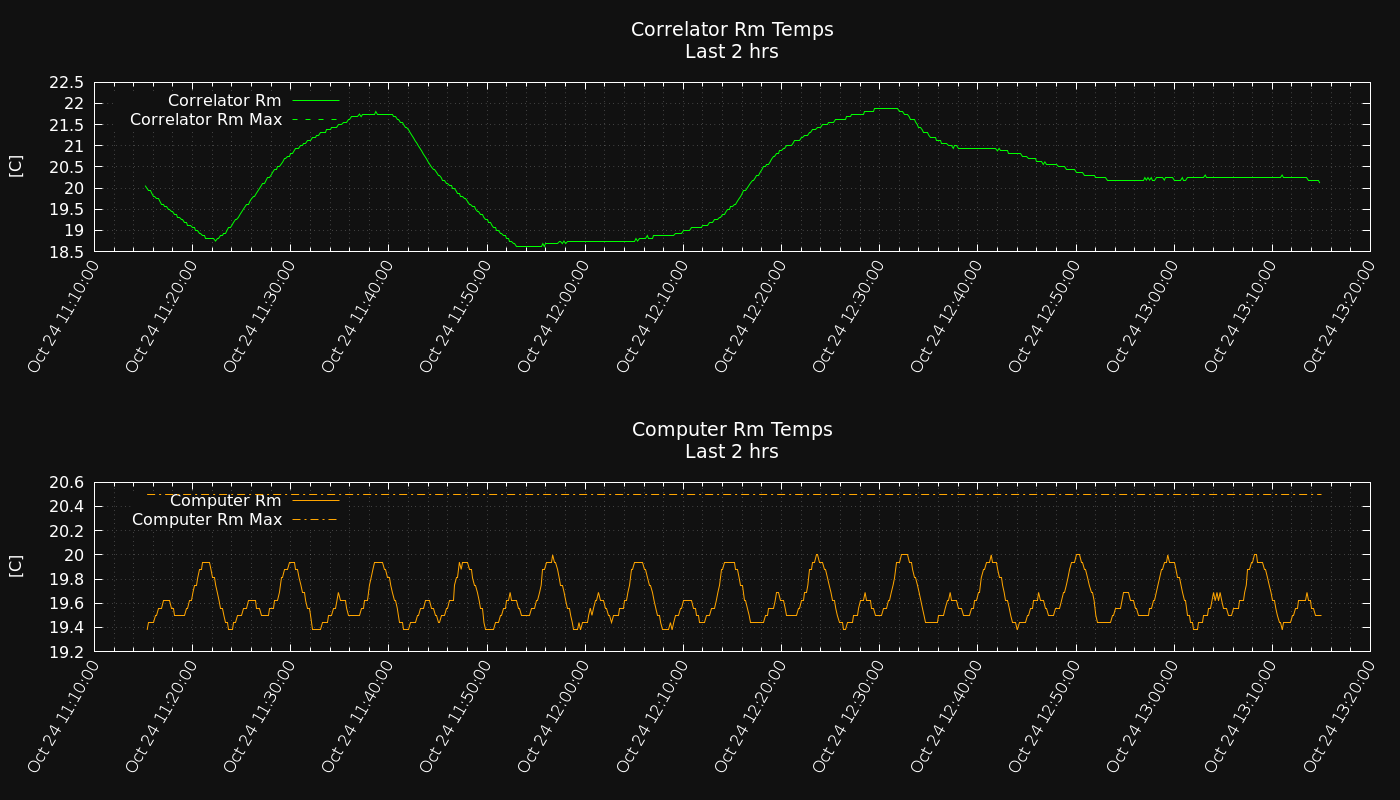 Correlator Rm Temps
Last 2 hrs
22.5
22
21.5
21
20.5
20
19.5
19
18.5
[C]
Correlator Rm
Correlator Rm Max
Oct 24 11:10:00
Oct 24 11:20:00
Oct 24 11:30:00
Oct 24 11:40:00
Oct 24 11:50:00
Oct 24 12:00:00
Oct 24 12:10:00
Oct 24 12:20:00
Oct 24 12:30:00
Oct 24 12:40:00
Oct 24 12:50:00
Oct 24 13:00:00
Oct 24 13:10:00
Oct 24 13:20:00
Computer Rm Temps
Last 2 hrs
20.6
20.4
20.2
20
19.8
19.6
19.4
19.2
[C]
Computer Rm
Computer Rm Max
Oct 24 11:10:00
Oct 24 11:20:00
Oct 24 11:30:00
Oct 24 11:40:00
Oct 24 11:50:00
Oct 24 12:00:00
Oct 24 12:10:00
Oct 24 12:20:00
Oct 24 12:30:00
Oct 24 12:40:00
Oct 24 12:50:00
Oct 24 13:00:00
Oct 24 13:10:00
Oct 24 13:20:00